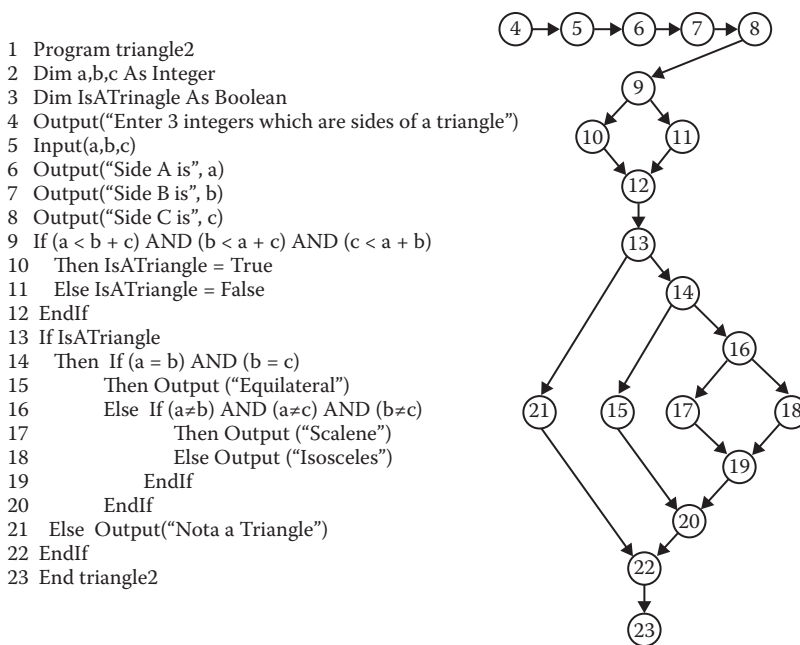 1 Program triangle2
2 Dim a,b,c As Integer
3 Dim IsATrinagle As Boolean
4 Output(“Enter 3 integers which are sides of a triangle”)
5 Input(a,b,c)
6 Output(“Side A is”, a)
7 Output(“Side B is”, b)
8 Output(“Side C is”, c)
9 If (a < b + c) AND (b < a + c) AND (c < a + b)
10 Then IsATriangle = True
11 Else IsATriangle = False
12 EndIf
13 If IsATriangle
14 Then If (a = b) AND (b = c)
15 Then Output (“Equilateral”)
16 Else If (a≠b) AND (a≠c) AND (b≠c)
17 Then Output (“Scalene”)
18 Else Output (“Isosceles”)
19 EndIf
20 EndIf
21 Else Output(“Nota a Triangle”)
22 EndIf
23 End triangle2
4 5 6 7 8
9
10 11
12
13
14
16
21 15 17 18
19
20
22
23